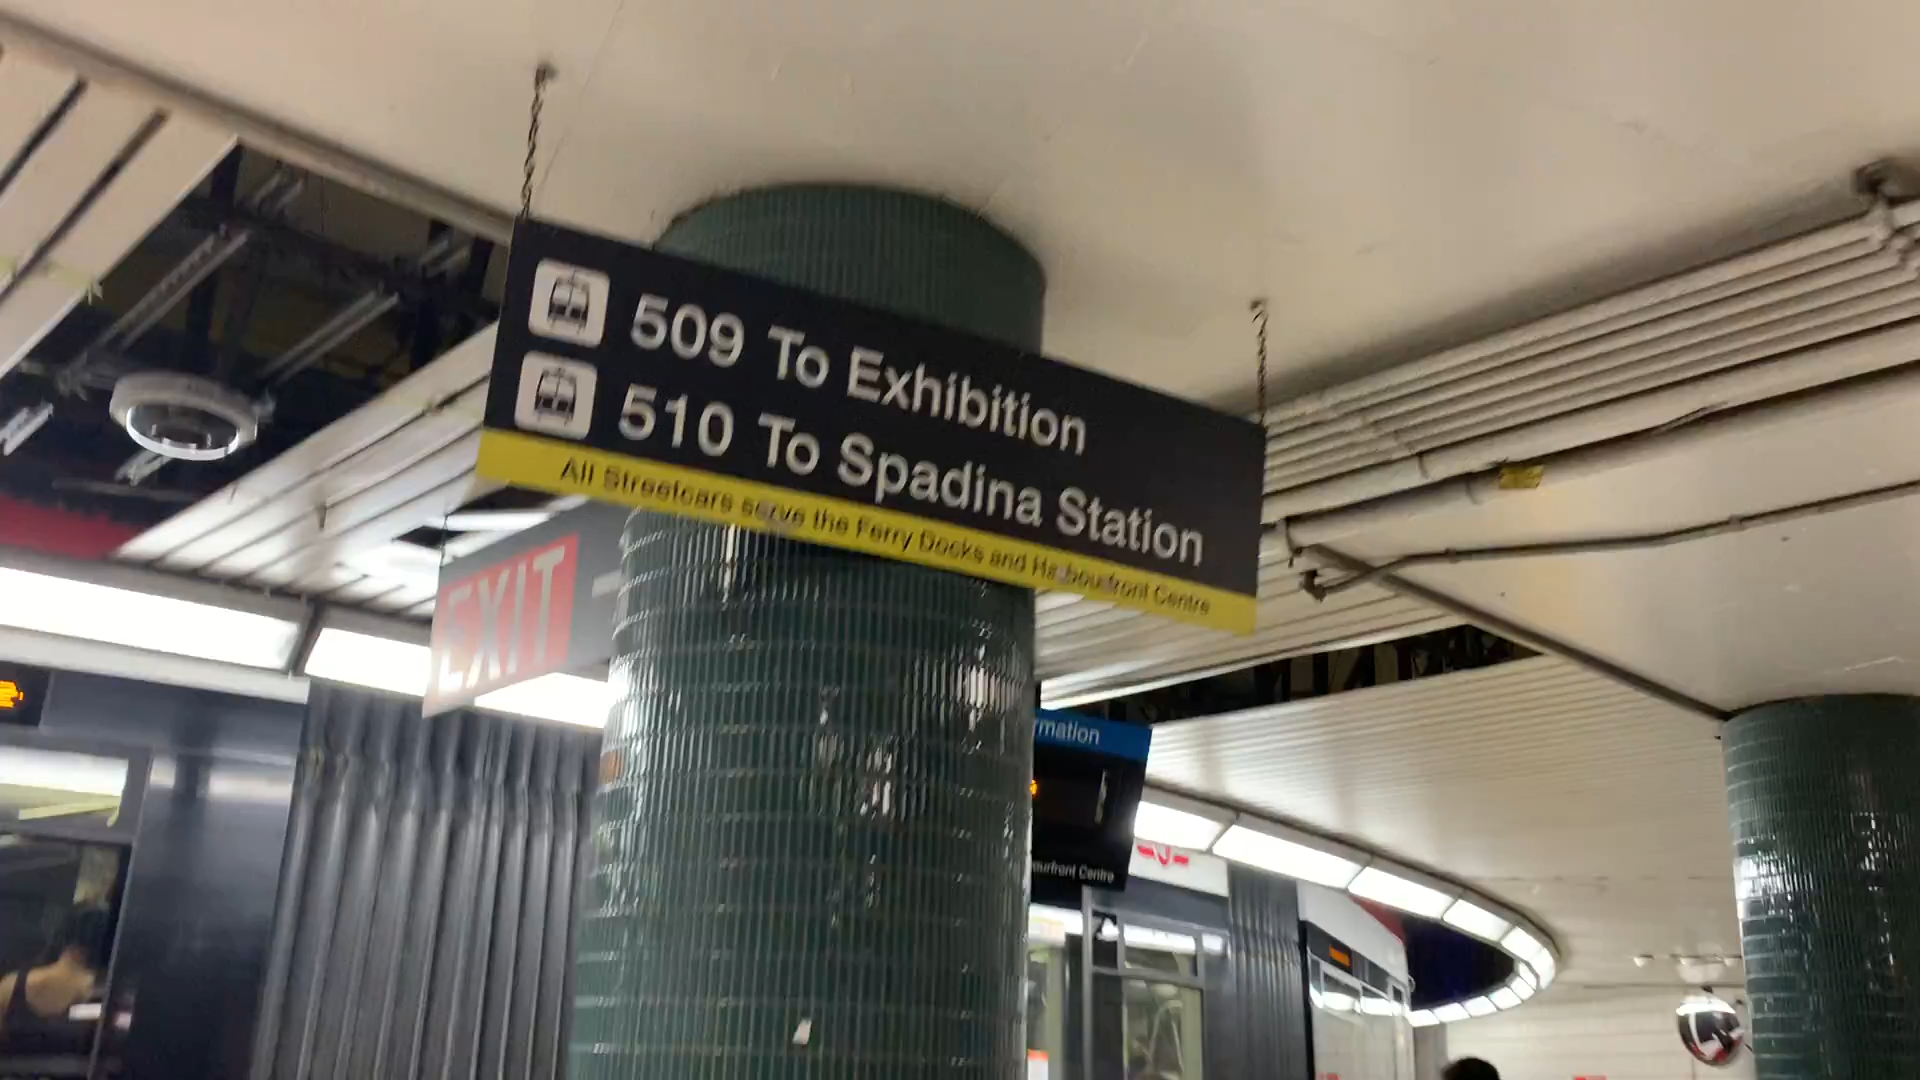 509 To Exhibition
510 To Spadina Station
All Streetcars serve the Ferry Docks and Harbourfront Centre
EXIT
rmation
ourfront Centre